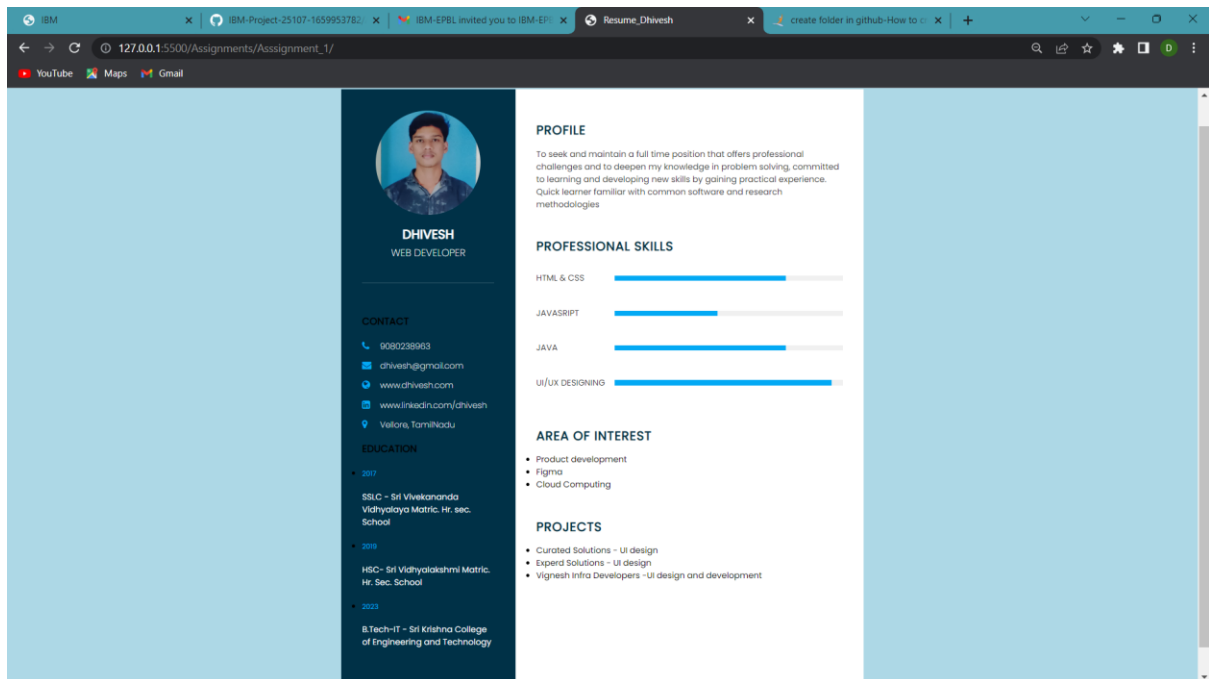 IBM
IBM-Project-25107-1659953782/
IBM-EPBL invited you to IBM-EPB
Resume_Dhivesh
create folder in github-How to cr
127.0.0.1:5500/Assignments/Asssignment_1/
D
YouTube
Maps
Gmail
DHIVESH
WEB DEVELOPER
CONTACT
9080238963
dhivesh@gmail.com
www.dhivesh.com
www.linkedin.com/dhivesh
Vellore, TamilNadu
EDUCATION
2017
SSLC - Sri Vivekananda
Vidhyalaya Matric. Hr. sec.
School
2019
HSC- Sri Vidhyalakshmi Matric.
Hr. Sec. School
2023
B.Tech-IT - Sri Krishna College
of Engineering and Technology
PROFILE
To seek and maintain a full time position that offers professional
challenges and to deepen my knowledge in problem solving, committed
to learning and developing new skills by gaining practical experience.
Quick learner familiar with common software and research
methodologies
PROFESSIONAL SKILLS
HTML & CSS
JAVASRIPT
JAVA
UI/UX DESIGNING
AREA OF INTEREST
Product development
Figma
Cloud Computing
PROJECTS
Curated Solutions - UI design
Experd Solutions - UI design
Vignesh Infra Developers -UI design and development